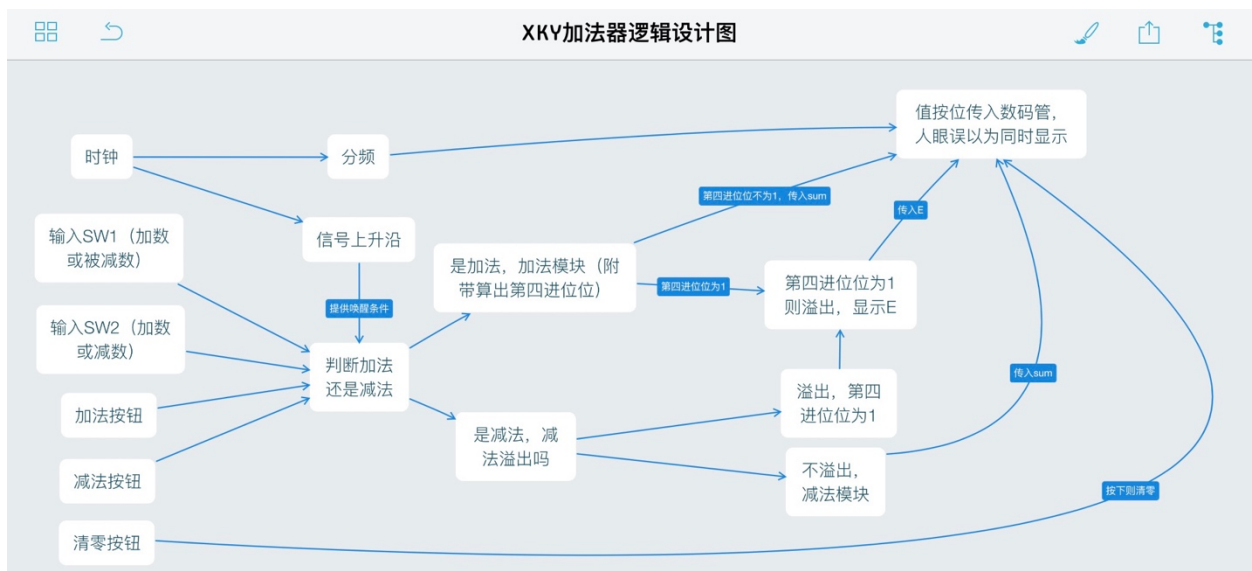 XKY加法器逻辑设计图
值按位传入数码管，
人眼误以为同时显示
时钟
分频
第四进位位不为1，传入sum
传入E
输入SW1（加数
或被减数）
信号上升沿
是加法，加法模块（附
带算出第四进位位）
第四进位位为1
第四进位位为1
则溢出，显示E
提供唤醒条件
输入SW2（加数
或减数）
判断加法
还是减法
传入sum
溢出，第四
进位位为1
加法按钮
是减法，减
法溢出吗
减法按钮
不溢出，
减法模块
按下则清零
清零按钮